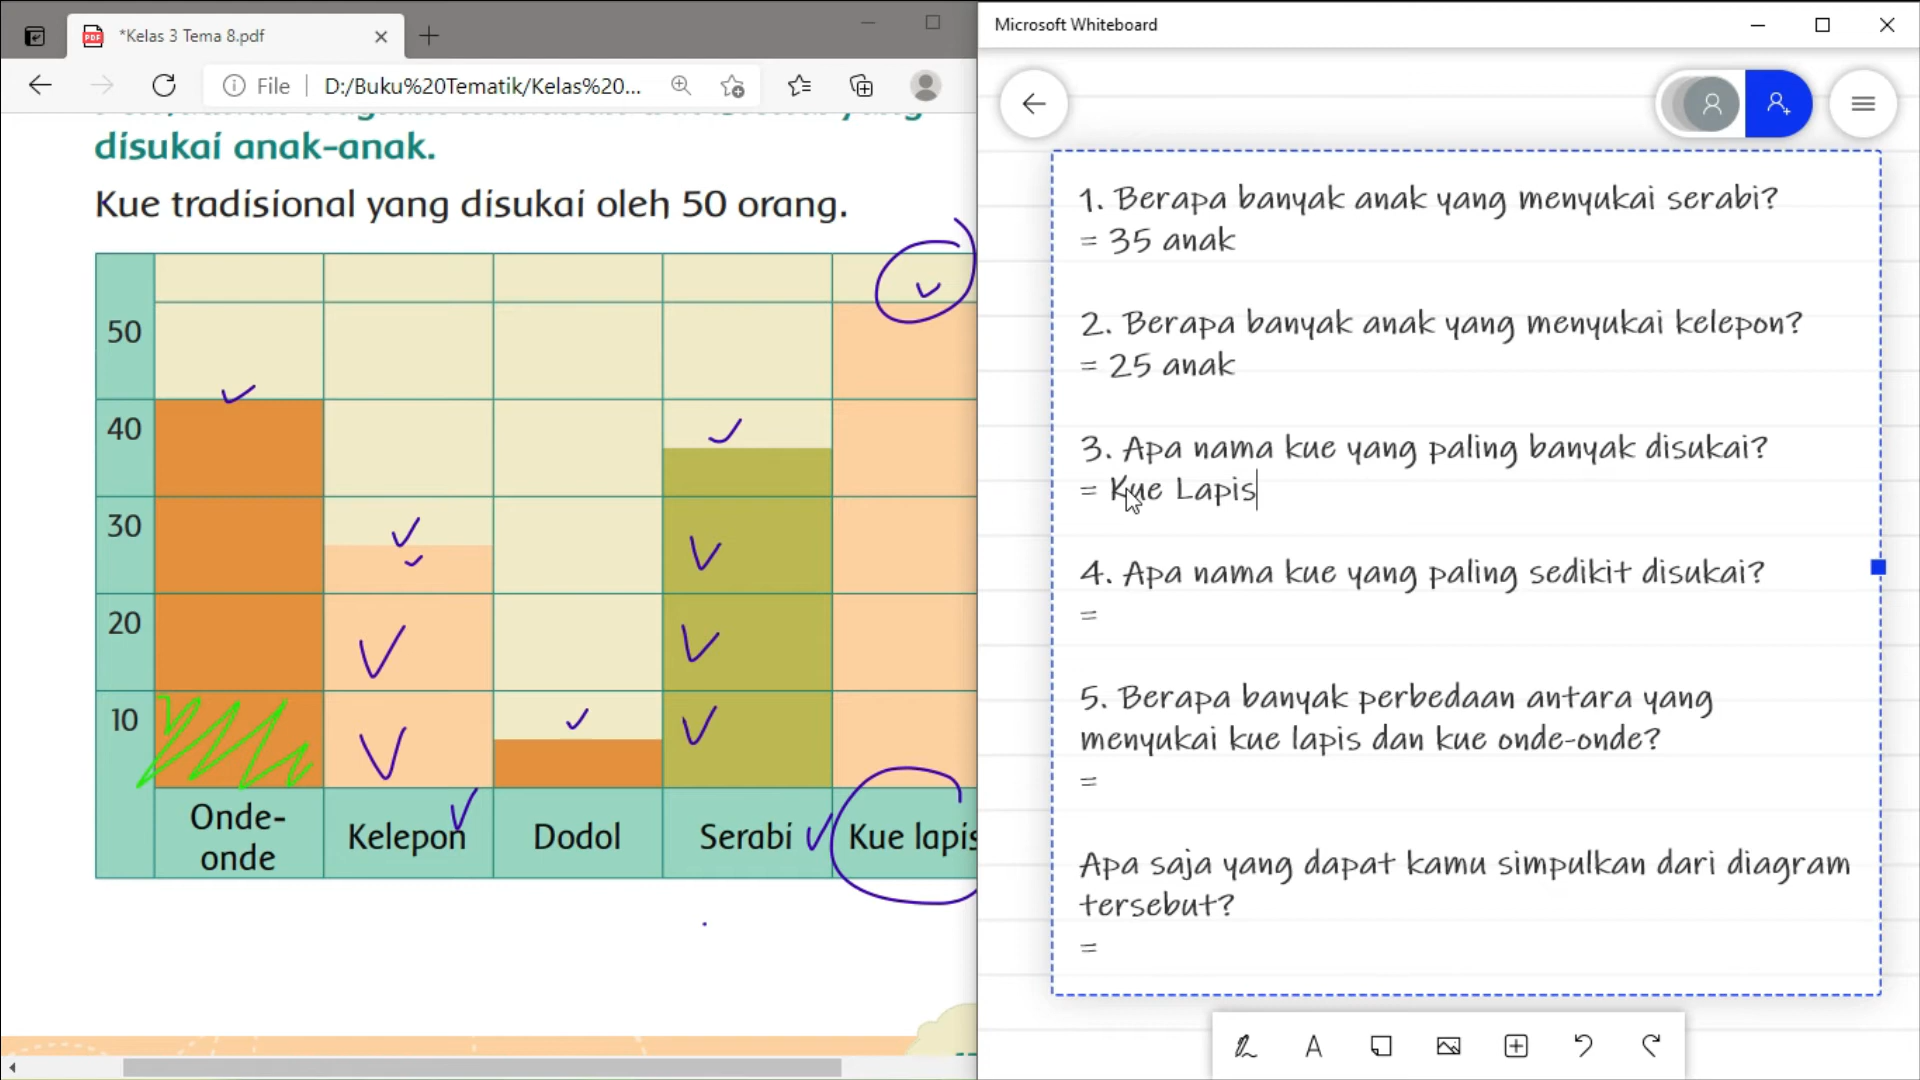 *Kelas 3 Tema 8.pdf
File
D:/Buku%20Tematik/Kelas%20...
disukai anak-anak.
Kue tradisional yang disukai oleh 50 orang.
50
40
30
20
10
Onde-
onde
Kelepon
Dodol
Serabi
Kue lapis
Microsoft Whiteboard
1. Berapa banyak anak yang menyukai serabi?
= 35 anak
2. Berapa banyak anak yang menyukai kelepon?
= 25 anak
3. Apa nama kue yang paling banyak disukai?
= Kue Lapis
4. Apa nama kue yang paling sedikit disukai?
=
5. Berapa banyak perbedaan antara yang
menyukai kue lapis dan kue onde-onde?
=
Apa saja yang dapat kamu simpulkan dari diagram
tersebut?
=